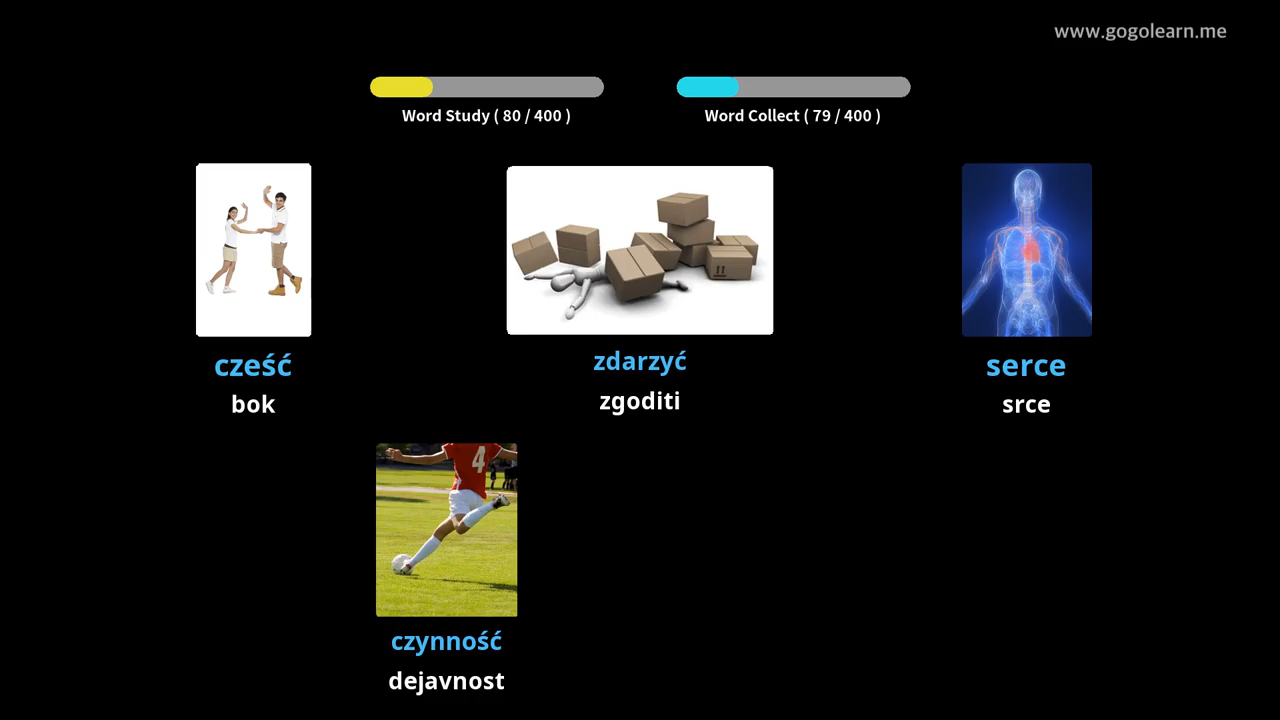 www.gogolearn.me
Word Study ( 80 / 400 )
Word Collect ( 79 / 400 )
cześć
bok
zdarzyć
zgoditi
serce
srce
4
czynność
dejavnost